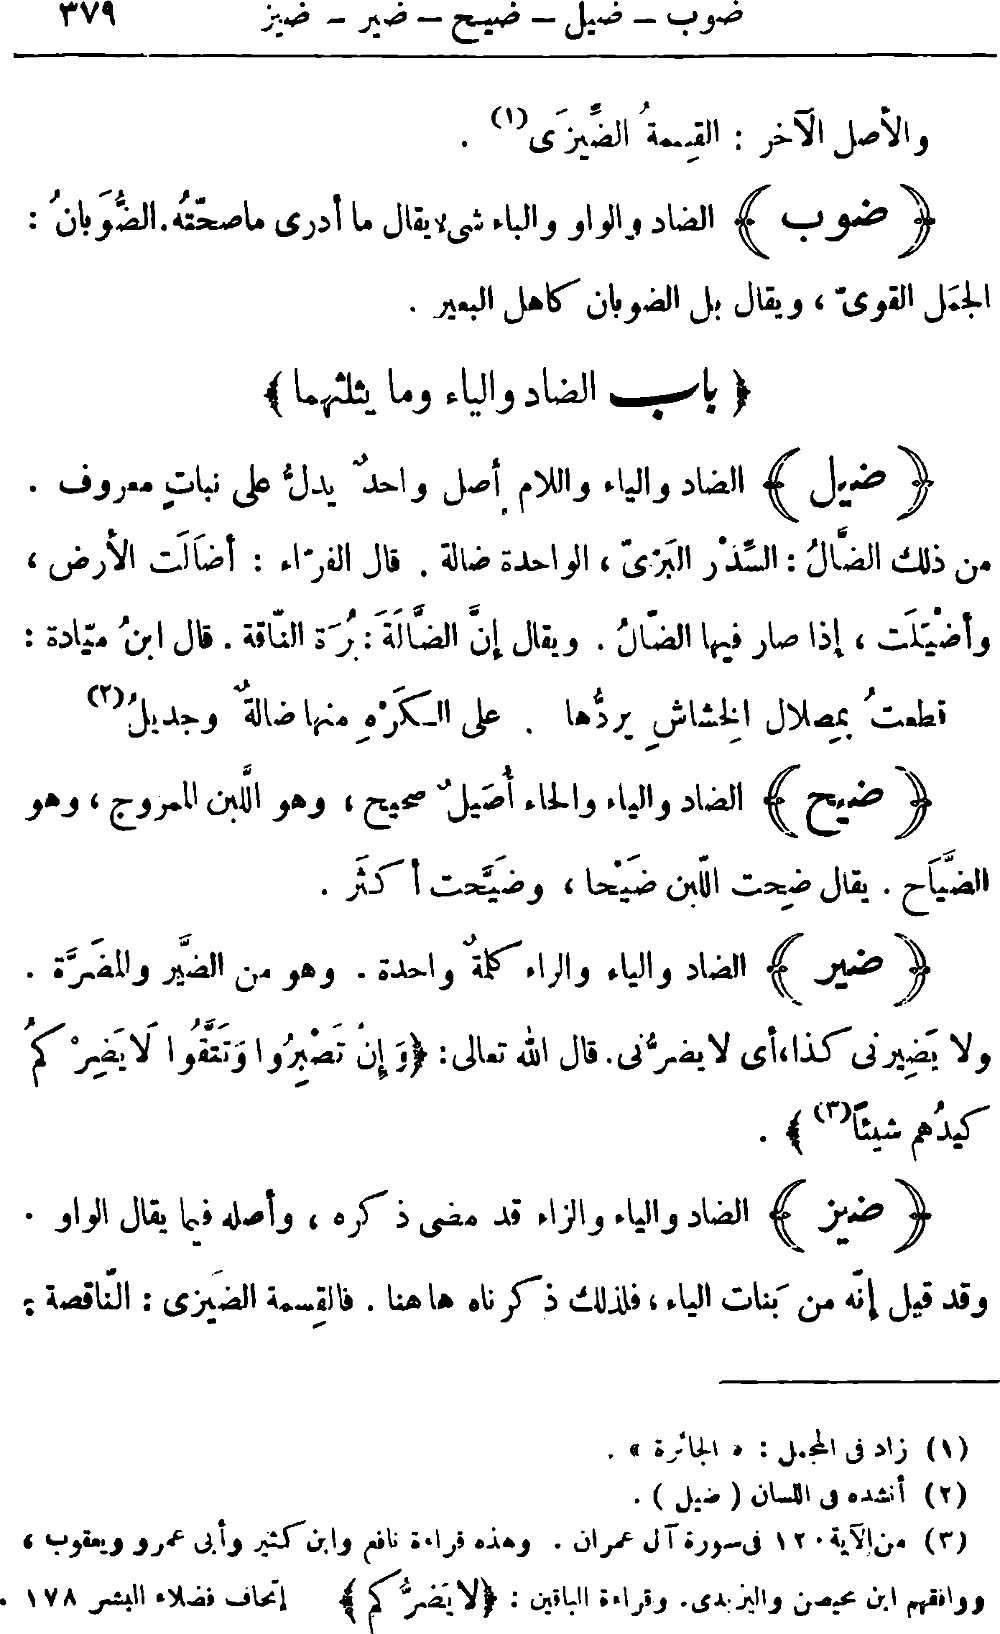 ضوب – ضيل – ضيح – ضير – ضيز ٣٧٩
والأصل الآخر : القِسمةُ الضِّيزَى(١) .
﴿ ضوب ﴾ الضاد والواو والباء شىء لا يقال ما أدرى ماصحّتُه. الضُّوَبانُ :
الجمَل القوىّ ، ويقال بل الضوبان كاهل البعير .
﴿ باب الضاد والياء وما يثلثهما ﴾
﴿ ضيل ﴾ الضاد والياء واللام أصل واحدٌ يدلُّ على نباتٍ معروف .
من ذلك الضَّالُ : السِّدْر البَرّىّ ، الواحدة ضالة . قال الفرّاء : أضَالَت الأرض ،
وأضْيَلَت ، إذا صار فيها الضّالُ . ويقال إنَّ الضَّالَةَ : بُرَة النّاقة . قال ابنُ ميّادة :
قطعتُ بمِصلال الخِشاشِ يردُّها . على الكَرْهِ منها ضالةٌ وجديلُ(٢)
﴿ ضيح ﴾ الضاد والياء والحاء أُصَيلٌ صحيح ، وهو اللَّبن الممزوج ، وهو
الضَّيَاح . يقال ضِحت اللّبن ضَيْحا ، وضَيَّحت أكثَر .
﴿ ضير ﴾ الضاد والياء والراء كلمةٌ واحدة . وهو من الضَّير والمضَرَّة .
ولا يَضِيرنى كذا، أى لا يضرُّنى. قال الله تعالى: ﴿وَإِنْ تَصْبِرُوا وَتَتَّقُوا لَا يَضِرْ كُمْ
كيدُهم شيئًا(٣)﴾ .
﴿ ضيز ﴾ الضاد والياء والزاء قد مضى ذكره ، وأصله فيما يقال الواو .
وقد قيل إنّه من بَنات الياء ، فلذلك ذكرناه هاهنا . فالقِسمة الضِيزى : النّاقصة ؛
(١) زاد فى المجمل : « الجائرة » .
(٢) أنشده فى اللسان ( ضيل ) .
(٣) من الآية ١٢٠ فى سورة آل عمران . وهذه قراءة نافع وابن كثير وأبى عمرو ويعقوب ،
ووافقهم ابن محيصن واليزيدى. وقراءة الباقين : ﴿لا يَضرُّكم﴾ إتحاف فضلاء البشر ١٧٨ .